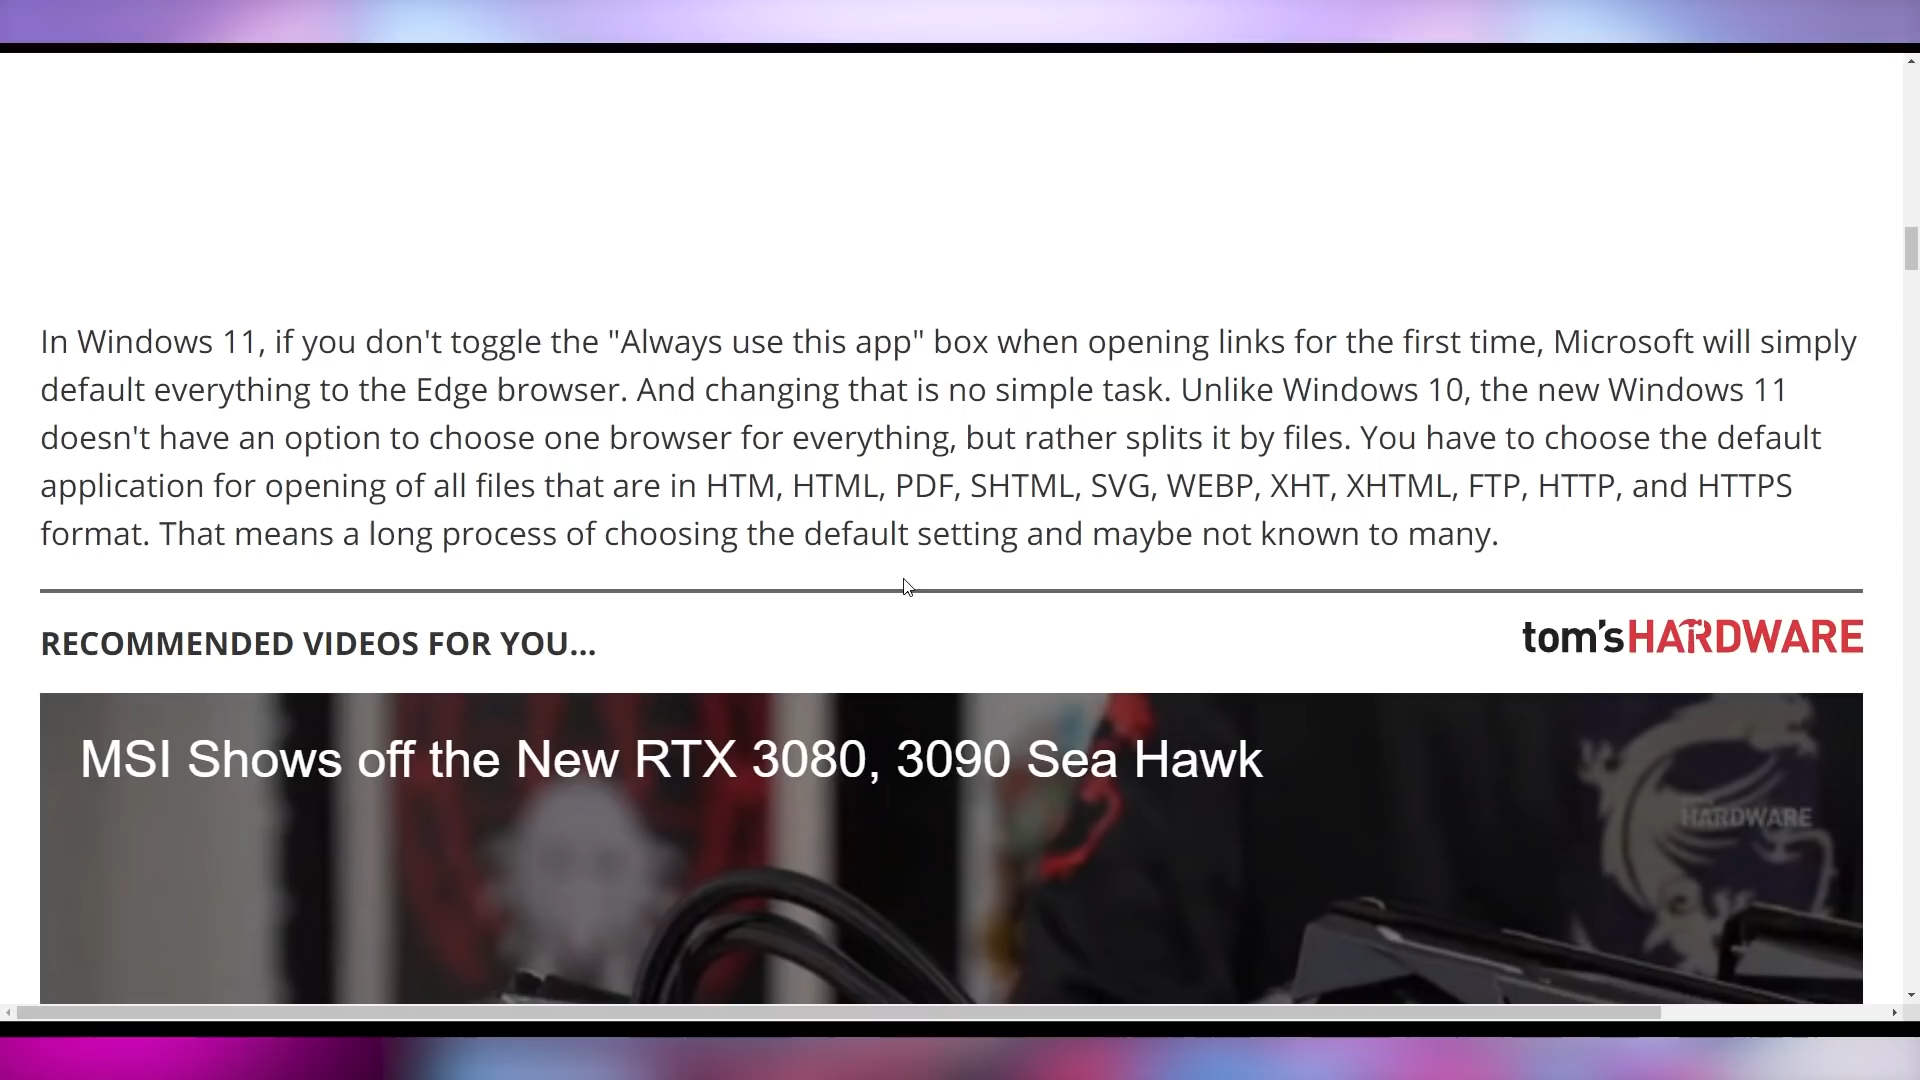 In Windows 11, if you don't toggle the "Always use this app" box when opening links for the first time, Microsoft will simply
default everything to the Edge browser. And changing that is no simple task. Unlike Windows 10, the new Windows 11
doesn't have an option to choose one browser for everything, but rather splits it by files. You have to choose the default
application for opening of all files that are in HTM, HTML, PDF, SHTML, SVG, WEBP, XHT, XHTML, FTP, HTTP, and HTTPS
format. That means a long process of choosing the default setting and maybe not known to many.
RECOMMENDED VIDEOS FOR YOU...
tom's HARDWARE
MSI Shows off the New RTX 3080, 3090 Sea Hawk
HARDWARE